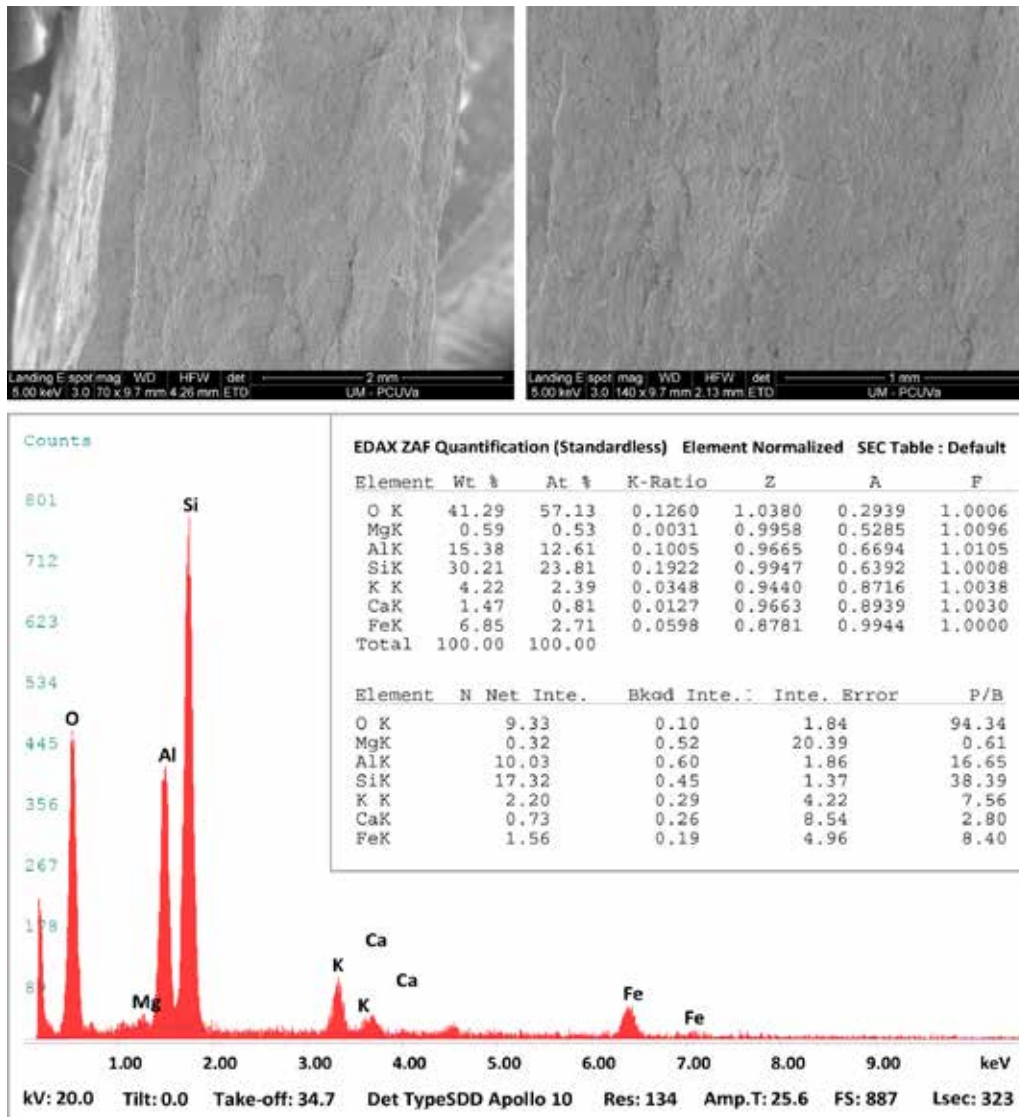 Landing E spot mag WD HFW det 2 mm
5.00 keV 3.0 70 x 9.7 mm 4.26 mm ETD UM - PCUVa
Landing E spot mag WD HFW det 1 mm
5.00 keV 3.0 140 x 9.7 mm 2.13 mm ETD UM - PCUVa
Counts
801
712
623
534
445
356
267
178
8
Si
O
Al
Mg
K
K
Ca
Ca
Fe
Fe
EDAX ZAF Quantification (Standardless) Element Normalized SEC Table : Default
Element Wt % At % K-Ratio Z A F
O K 41.29 57.13 0.1260 1.0380 0.2939 1.0006
MgK 0.59 0.53 0.0031 0.9958 0.5285 1.0096
AlK 15.38 12.61 0.1005 0.9665 0.6694 1.0105
SiK 30.21 23.81 0.1922 0.9947 0.6392 1.0008
K K 4.22 2.39 0.0348 0.9440 0.8716 1.0038
CaK 1.47 0.81 0.0127 0.9663 0.8939 1.0030
FeK 6.85 2.71 0.0598 0.8781 0.9944 1.0000
Total 100.00 100.00
Element N Net Inte. Bkgd Inte.: Inte. Error P/B
O K 9.33 0.10 1.84 94.34
MgK 0.32 0.52 20.39 0.61
AlK 10.03 0.60 1.86 16.65
SiK 17.32 0.45 1.37 38.39
K K 2.20 0.29 4.22 7.56
CaK 0.73 0.26 8.54 2.80
FeK 1.56 0.19 4.96 8.40
1.00 2.00 3.00 4.00 5.00 6.00 7.00 8.00 9.00 keV
kV: 20.0 Tilt: 0.0 Take-off: 34.7 Det TypeSDD Apollo 10 Res: 134 Amp.T: 25.6 FS: 887 Lsec: 323